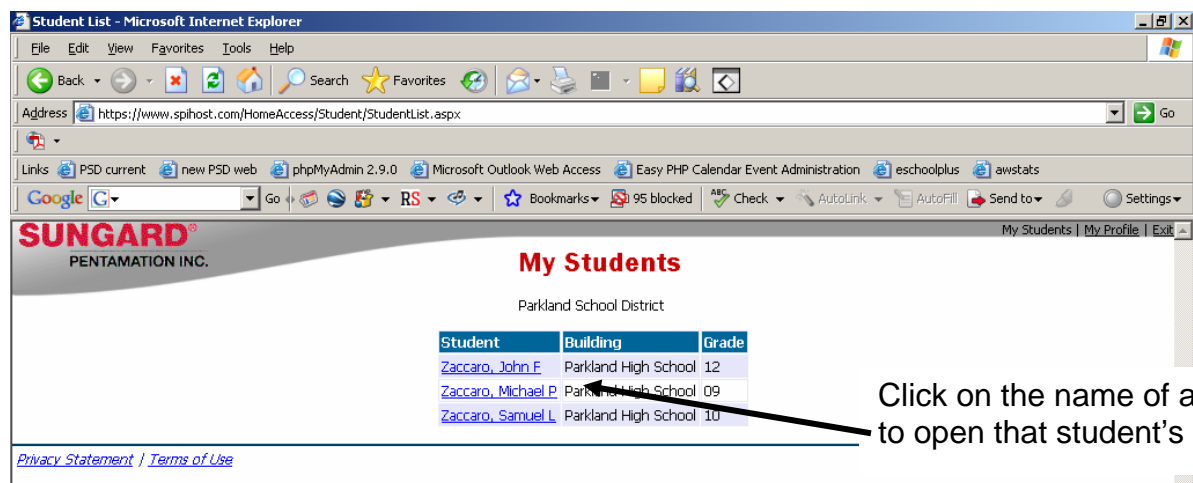 Student List - Microsoft Internet Explorer
File Edit View Favorites Tools Help
Back Search Favorites
Address https://www.spihost.com/HomeAccess/Student/StudentList.aspx Go
Links PSD current new PSD web phpMyAdmin 2.9.0 Microsoft Outlook Web Access Easy PHP Calendar Event Administration eschoolplus awstats
Google G Go RS Bookmarks 95 blocked ABC Check AutoLink AutoFill Send to Settings
My Students | My Profile | Exit
SUNGARD®
PENTAMATION INC.
My Students
Parkland School District
Student Building Grade
Zaccaro, John F Parkland High School 12
Zaccaro, Michael P Parkland High School 09
Zaccaro, Samuel L Parkland High School 10
Click on the name of a
to open that student's
Privacy Statement / Terms of Use